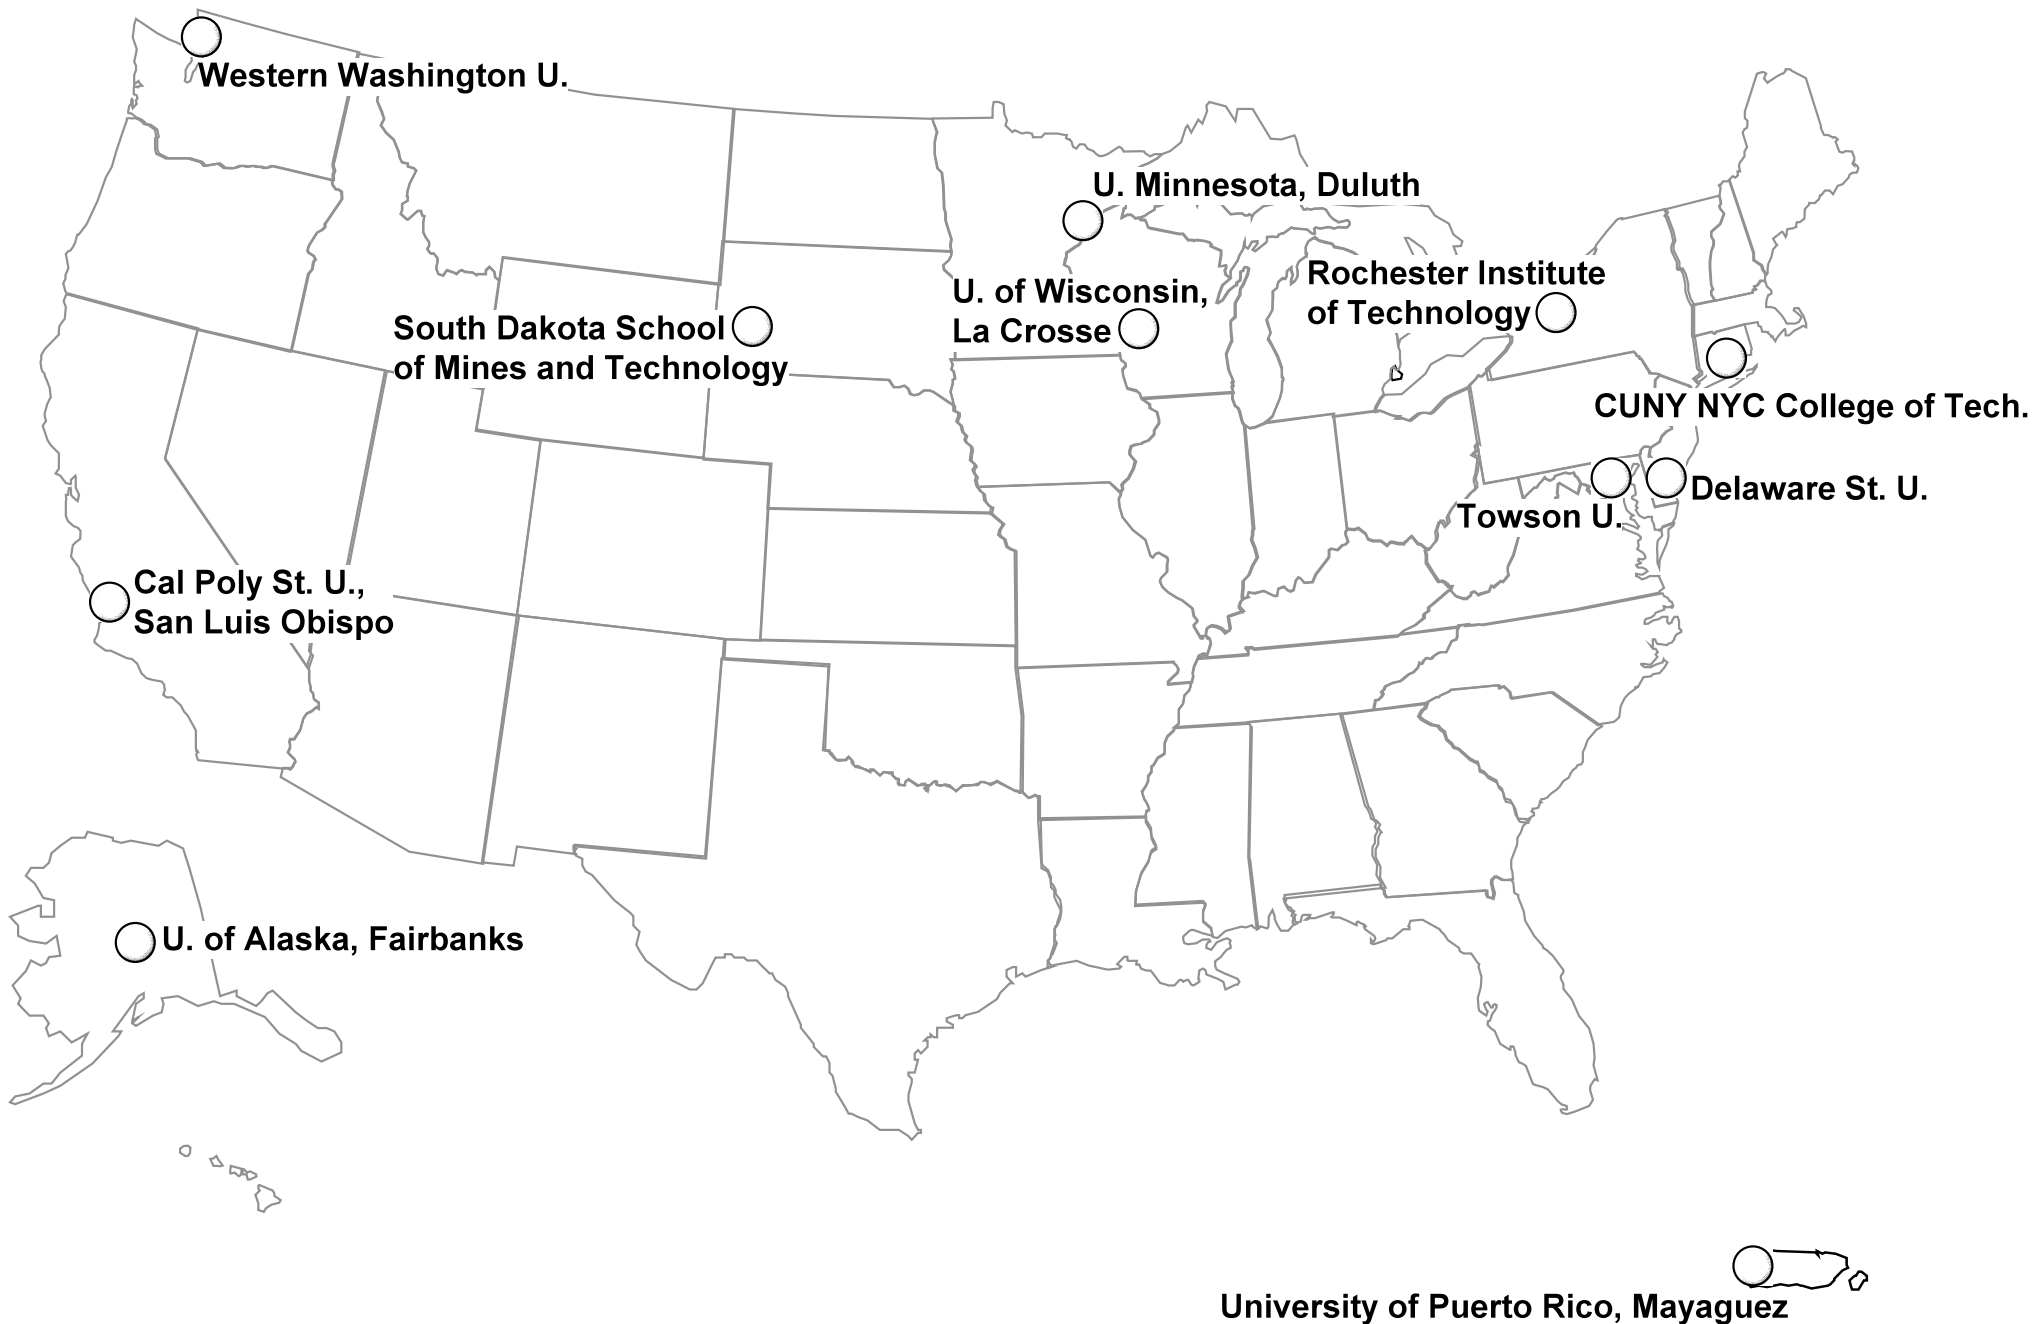 Western Washington U.
U. Minnesota, Duluth
Rochester Institute
of Technology
U. of Wisconsin,
La Crosse
South Dakota School
of Mines and Technology
CUNY NYC College of Tech.
Delaware St. U.
Towson U.
Cal Poly St. U.,
San Luis Obispo
U. of Alaska, Fairbanks
University of Puerto Rico, Mayaguez